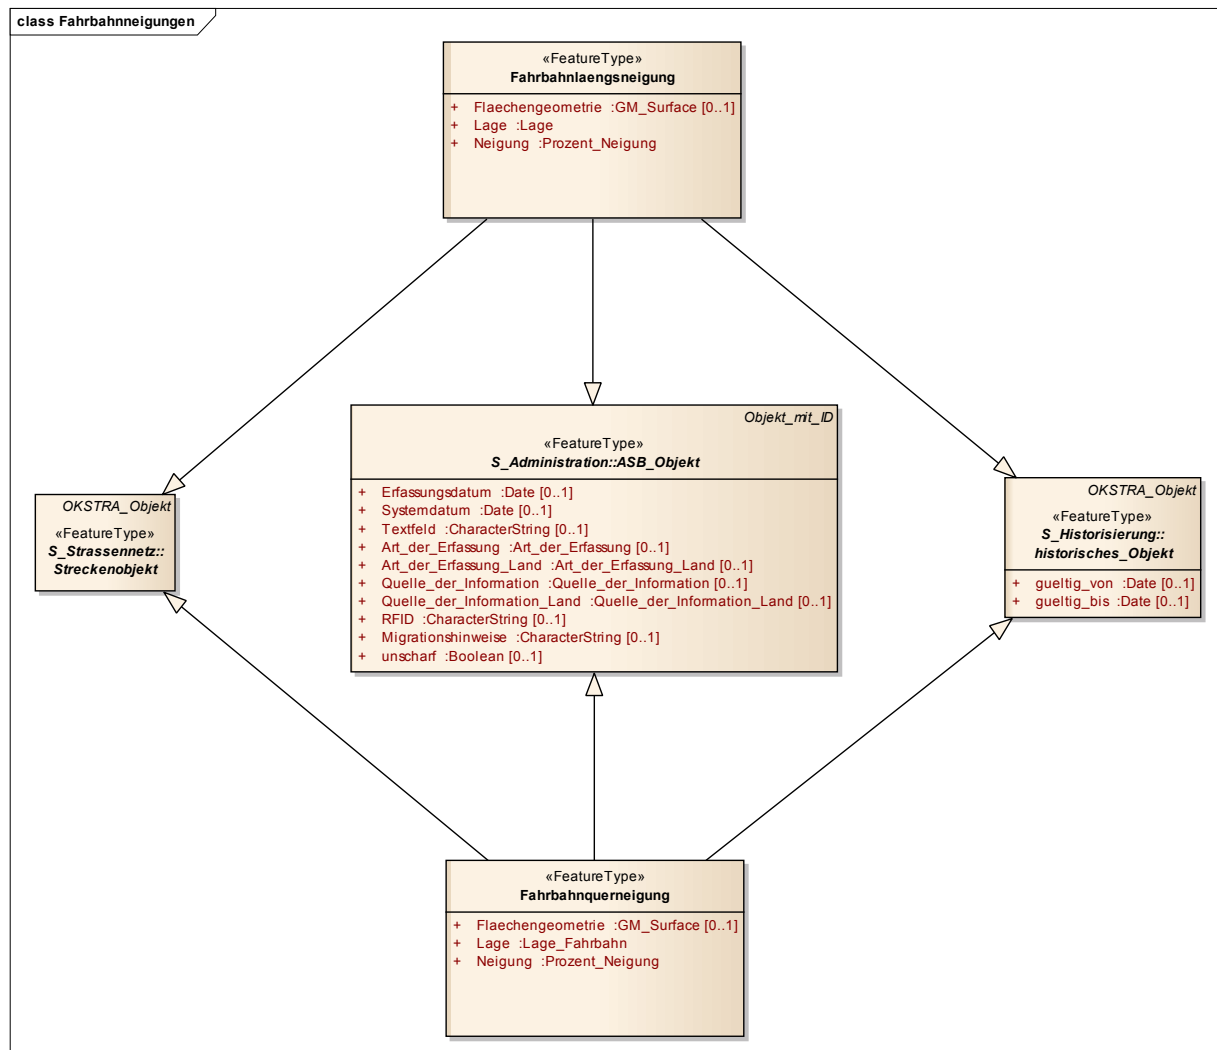 class Fahrbahnneigungen
«FeatureType»
Fahrbahnlaengsneigung
+ Flaechengeometrie :GM_Surface [0..1]
+ Lage :Lage
+ Neigung :Prozent_Neigung
Objekt_mit_ID
«FeatureType»
S_Administration::ASB_Objekt
+ Erfassungsdatum :Date [0..1]
+ Systemdatum :Date [0..1]
+ Textfeld :CharacterString [0..1]
+ Art_der_Erfassung :Art_der_Erfassung [0..1]
+ Art_der_Erfassung_Land :Art_der_Erfassung_Land [0..1]
+ Quelle_der_Information :Quelle_der_Information [0..1]
+ Quelle_der_Information_Land :Quelle_der_Information_Land [0..1]
+ RFID :CharacterString [0..1]
+ Migrationshinweise :CharacterString [0..1]
+ unscharf :Boolean [0..1]
OKSTRA_Objekt
«FeatureType»
S_Strassennetz::
Streckenobjekt
OKSTRA_Objekt
«FeatureType»
S_Historisierung::
historisches_Objekt
+ gueltig_von :Date [0..1]
+ gueltig_bis :Date [0..1]
«FeatureType»
Fahrbahnquerneigung
+ Flaechengeometrie :GM_Surface [0..1]
+ Lage :Lage_Fahrbahn
+ Neigung :Prozent_Neigung